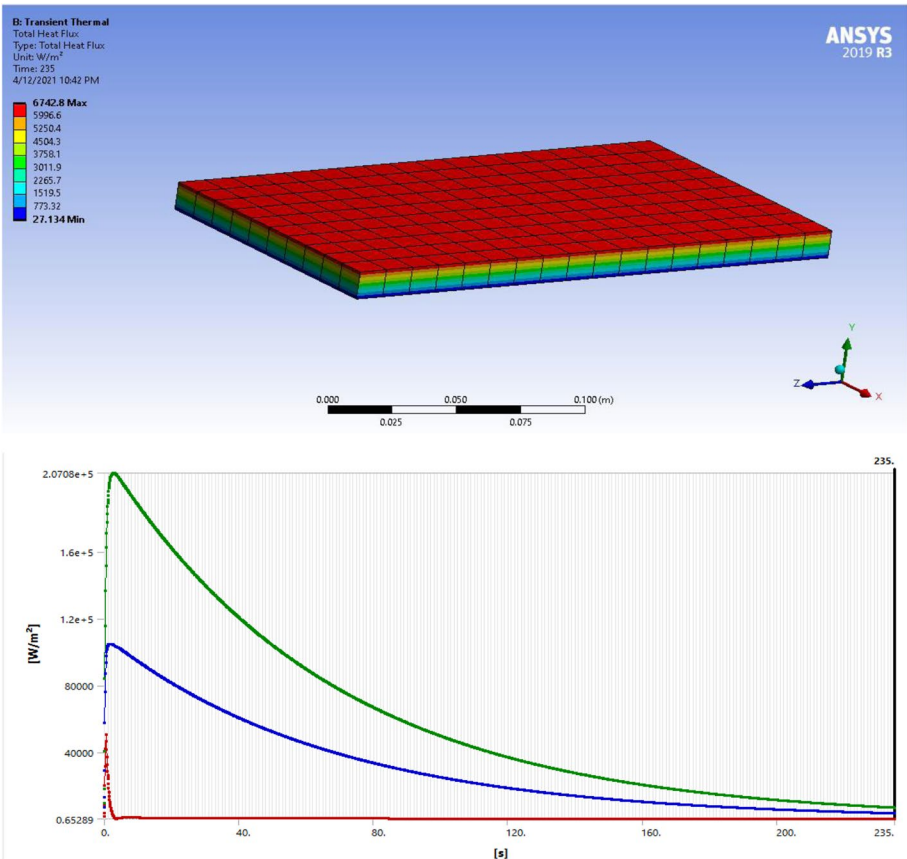 B: Transient Thermal
Total Heat Flux
Type: Total Heat Flux
Unit: W/m²
Time: 235
4/12/2021 10:42 PM
ANSYS
2019 R3
6742.8 Max
5996.6
5250.4
4504.3
3758.1
3011.9
2265.7
1519.5
773.32
27.134 Min
Y
Z
X
0.000 0.050 0.100 (m)
0.025 0.075
235.
2.0708e+5
1.6e+5
1.2e+5
80000
40000
0.65289
[W/m²]
0. 40. 80. 120. 160. 200. 235.
[s]